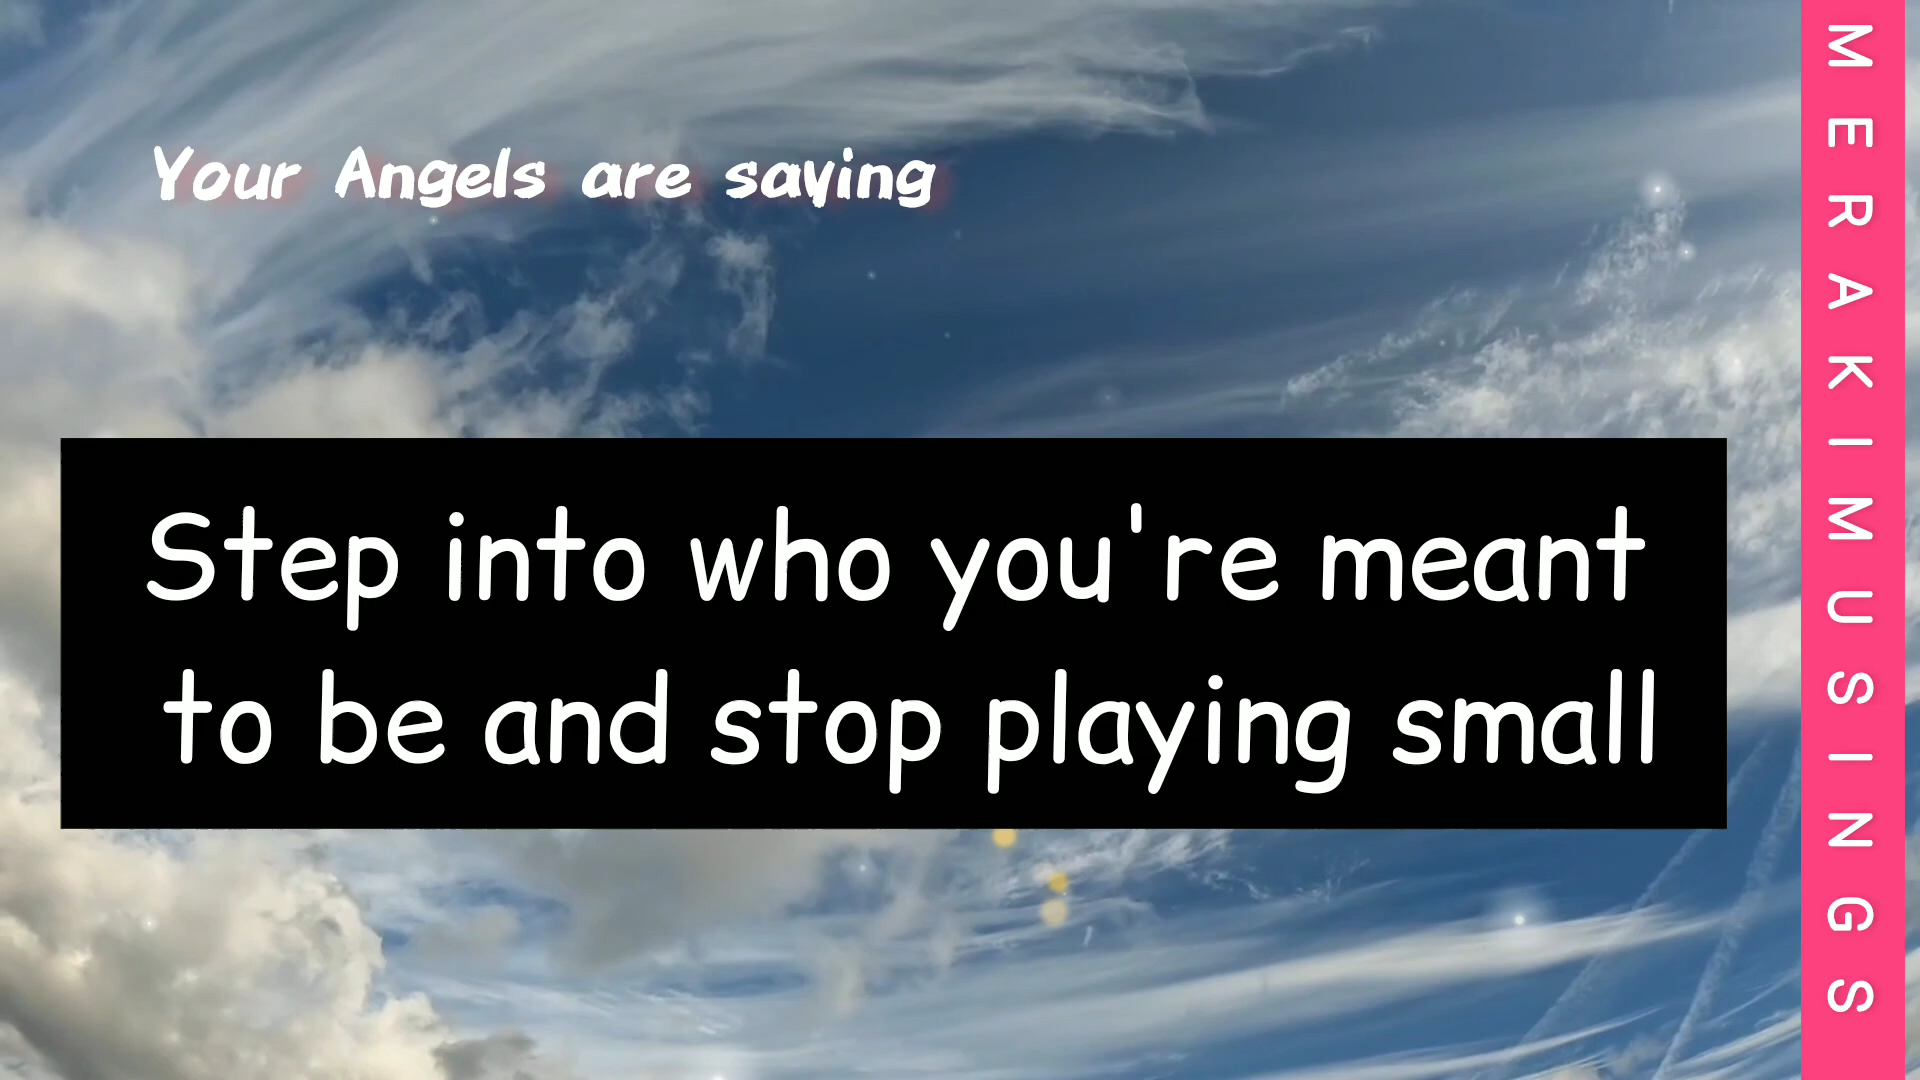 Your Angels are saying
Step into who you're meant
to be and stop playing small
MERAKIMUSINGS